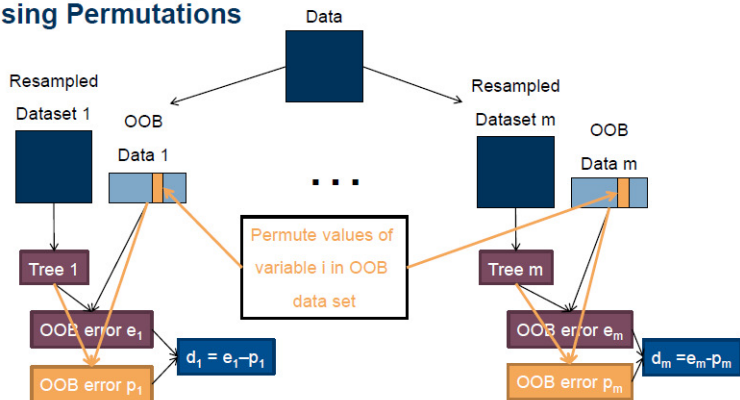 sing Permutations
Data
Resampled
Dataset 1
OOB
Data 1
. . .
Resampled
Dataset m
OOB
Data m
Permute values of
variable i in OOB
data set
Tree 1
OOB error e₁
OOB error p₁
d₁ = e₁–p₁
Tree m
OOB error eₘ
OOB error pₘ
dₘ =eₘ-pₘ